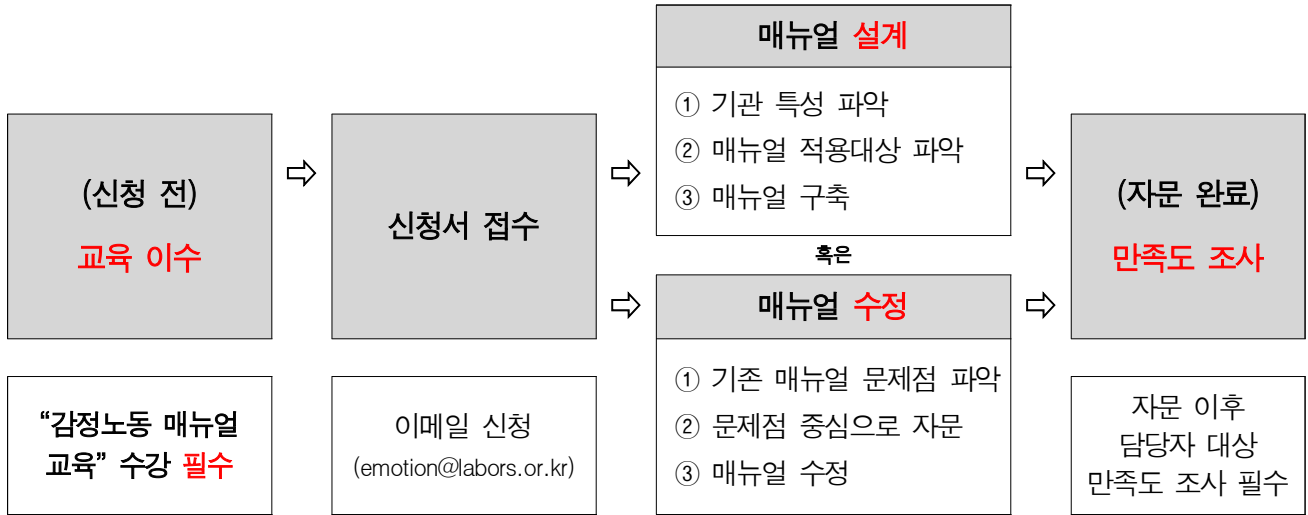 (신청 전)
교육 이수
“감정노동 매뉴얼
교육” 수강 필수
⇨
신청서 접수
이메일 신청
(emotion@labors.or.kr)
⇨
매뉴얼 설계
① 기관 특성 파악
② 매뉴얼 적용대상 파악
③ 매뉴얼 구축
혹은
⇨
매뉴얼 수정
① 기존 매뉴얼 문제점 파악
② 문제점 중심으로 자문
③ 매뉴얼 수정
⇨
⇨
(자문 완료)
만족도 조사
자문 이후
담당자 대상
만족도 조사 필수